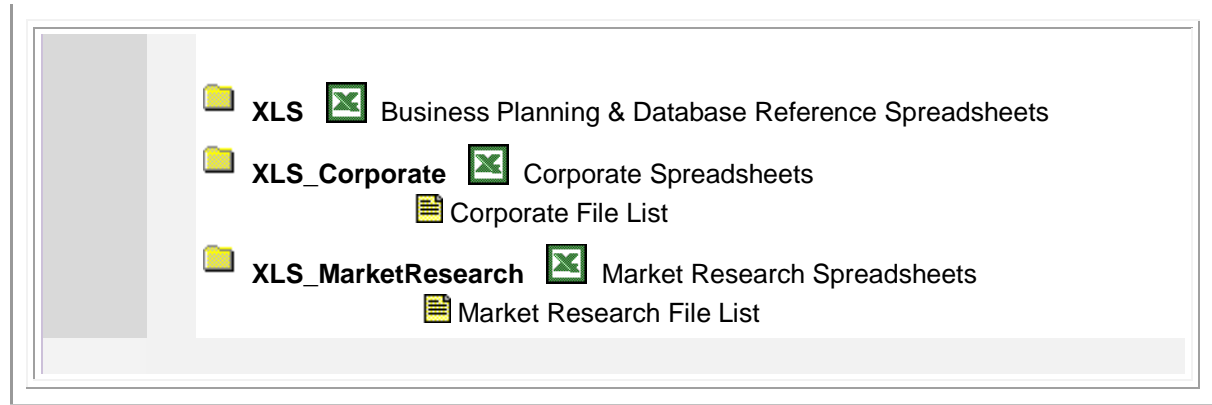 XLS Business Planning & Database Reference Spreadsheets
XLS_Corporate Corporate Spreadsheets
Corporate File List
XLS_MarketResearch Market Research Spreadsheets
Market Research File List